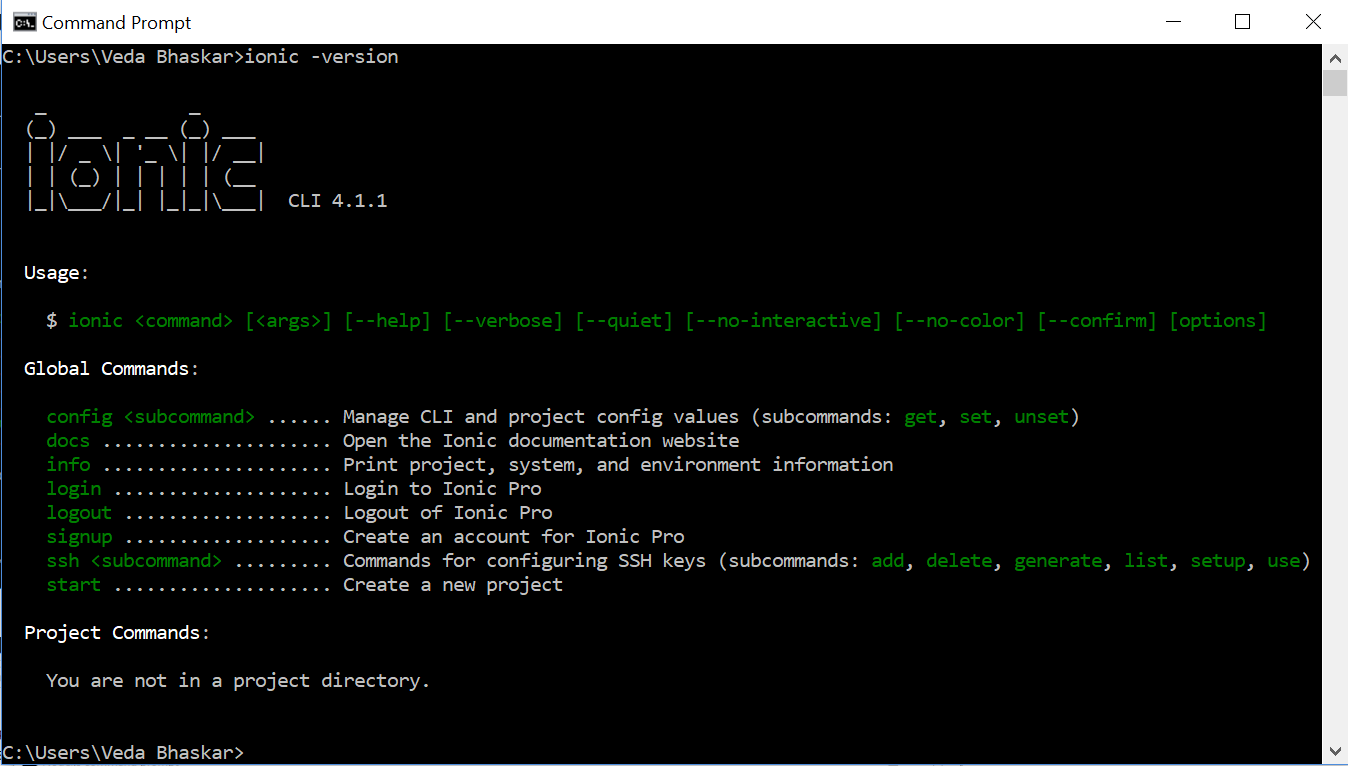 Command Prompt
C:\Users\Veda Bhaskar>ionic -version
ionic CLI 4.1.1
Usage:
$ ionic <command> [<args>] [--help] [--verbose] [--quiet] [--no-interactive] [--no-color] [--confirm] [options]
Global Commands:
config <subcommand> ...... Manage CLI and project config values (subcommands: get, set, unset)
docs ..................... Open the Ionic documentation website
info ..................... Print project, system, and environment information
login .................... Login to Ionic Pro
logout ................... Logout of Ionic Pro
signup ................... Create an account for Ionic Pro
ssh <subcommand> ......... Commands for configuring SSH keys (subcommands: add, delete, generate, list, setup, use)
start .................... Create a new project
Project Commands:
You are not in a project directory.
C:\Users\Veda Bhaskar>